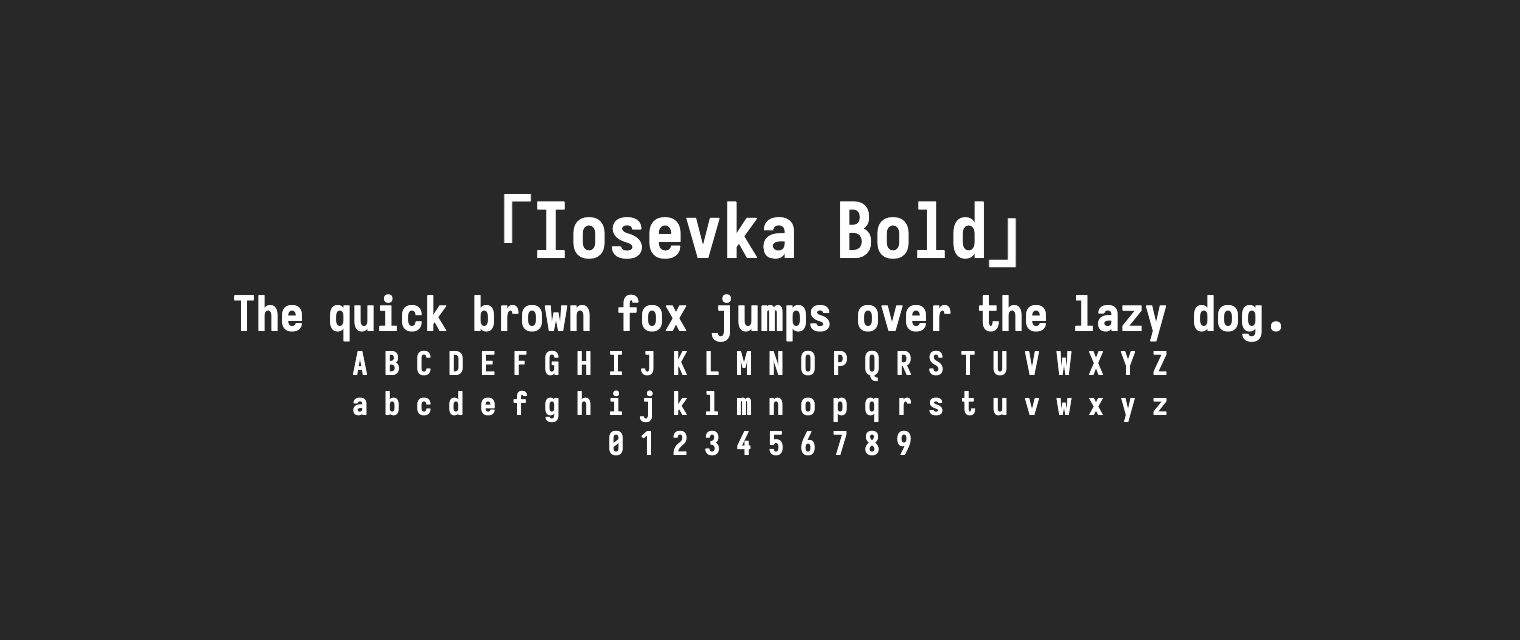 「Iosevka Bold」
The quick brown fox jumps over the lazy dog.
A B C D E F G H I J K L M N O P Q R S T U V W X Y Z
a b c d e f g h i j k l m n o p q r s t u v w x y z
0 1 2 3 4 5 6 7 8 9